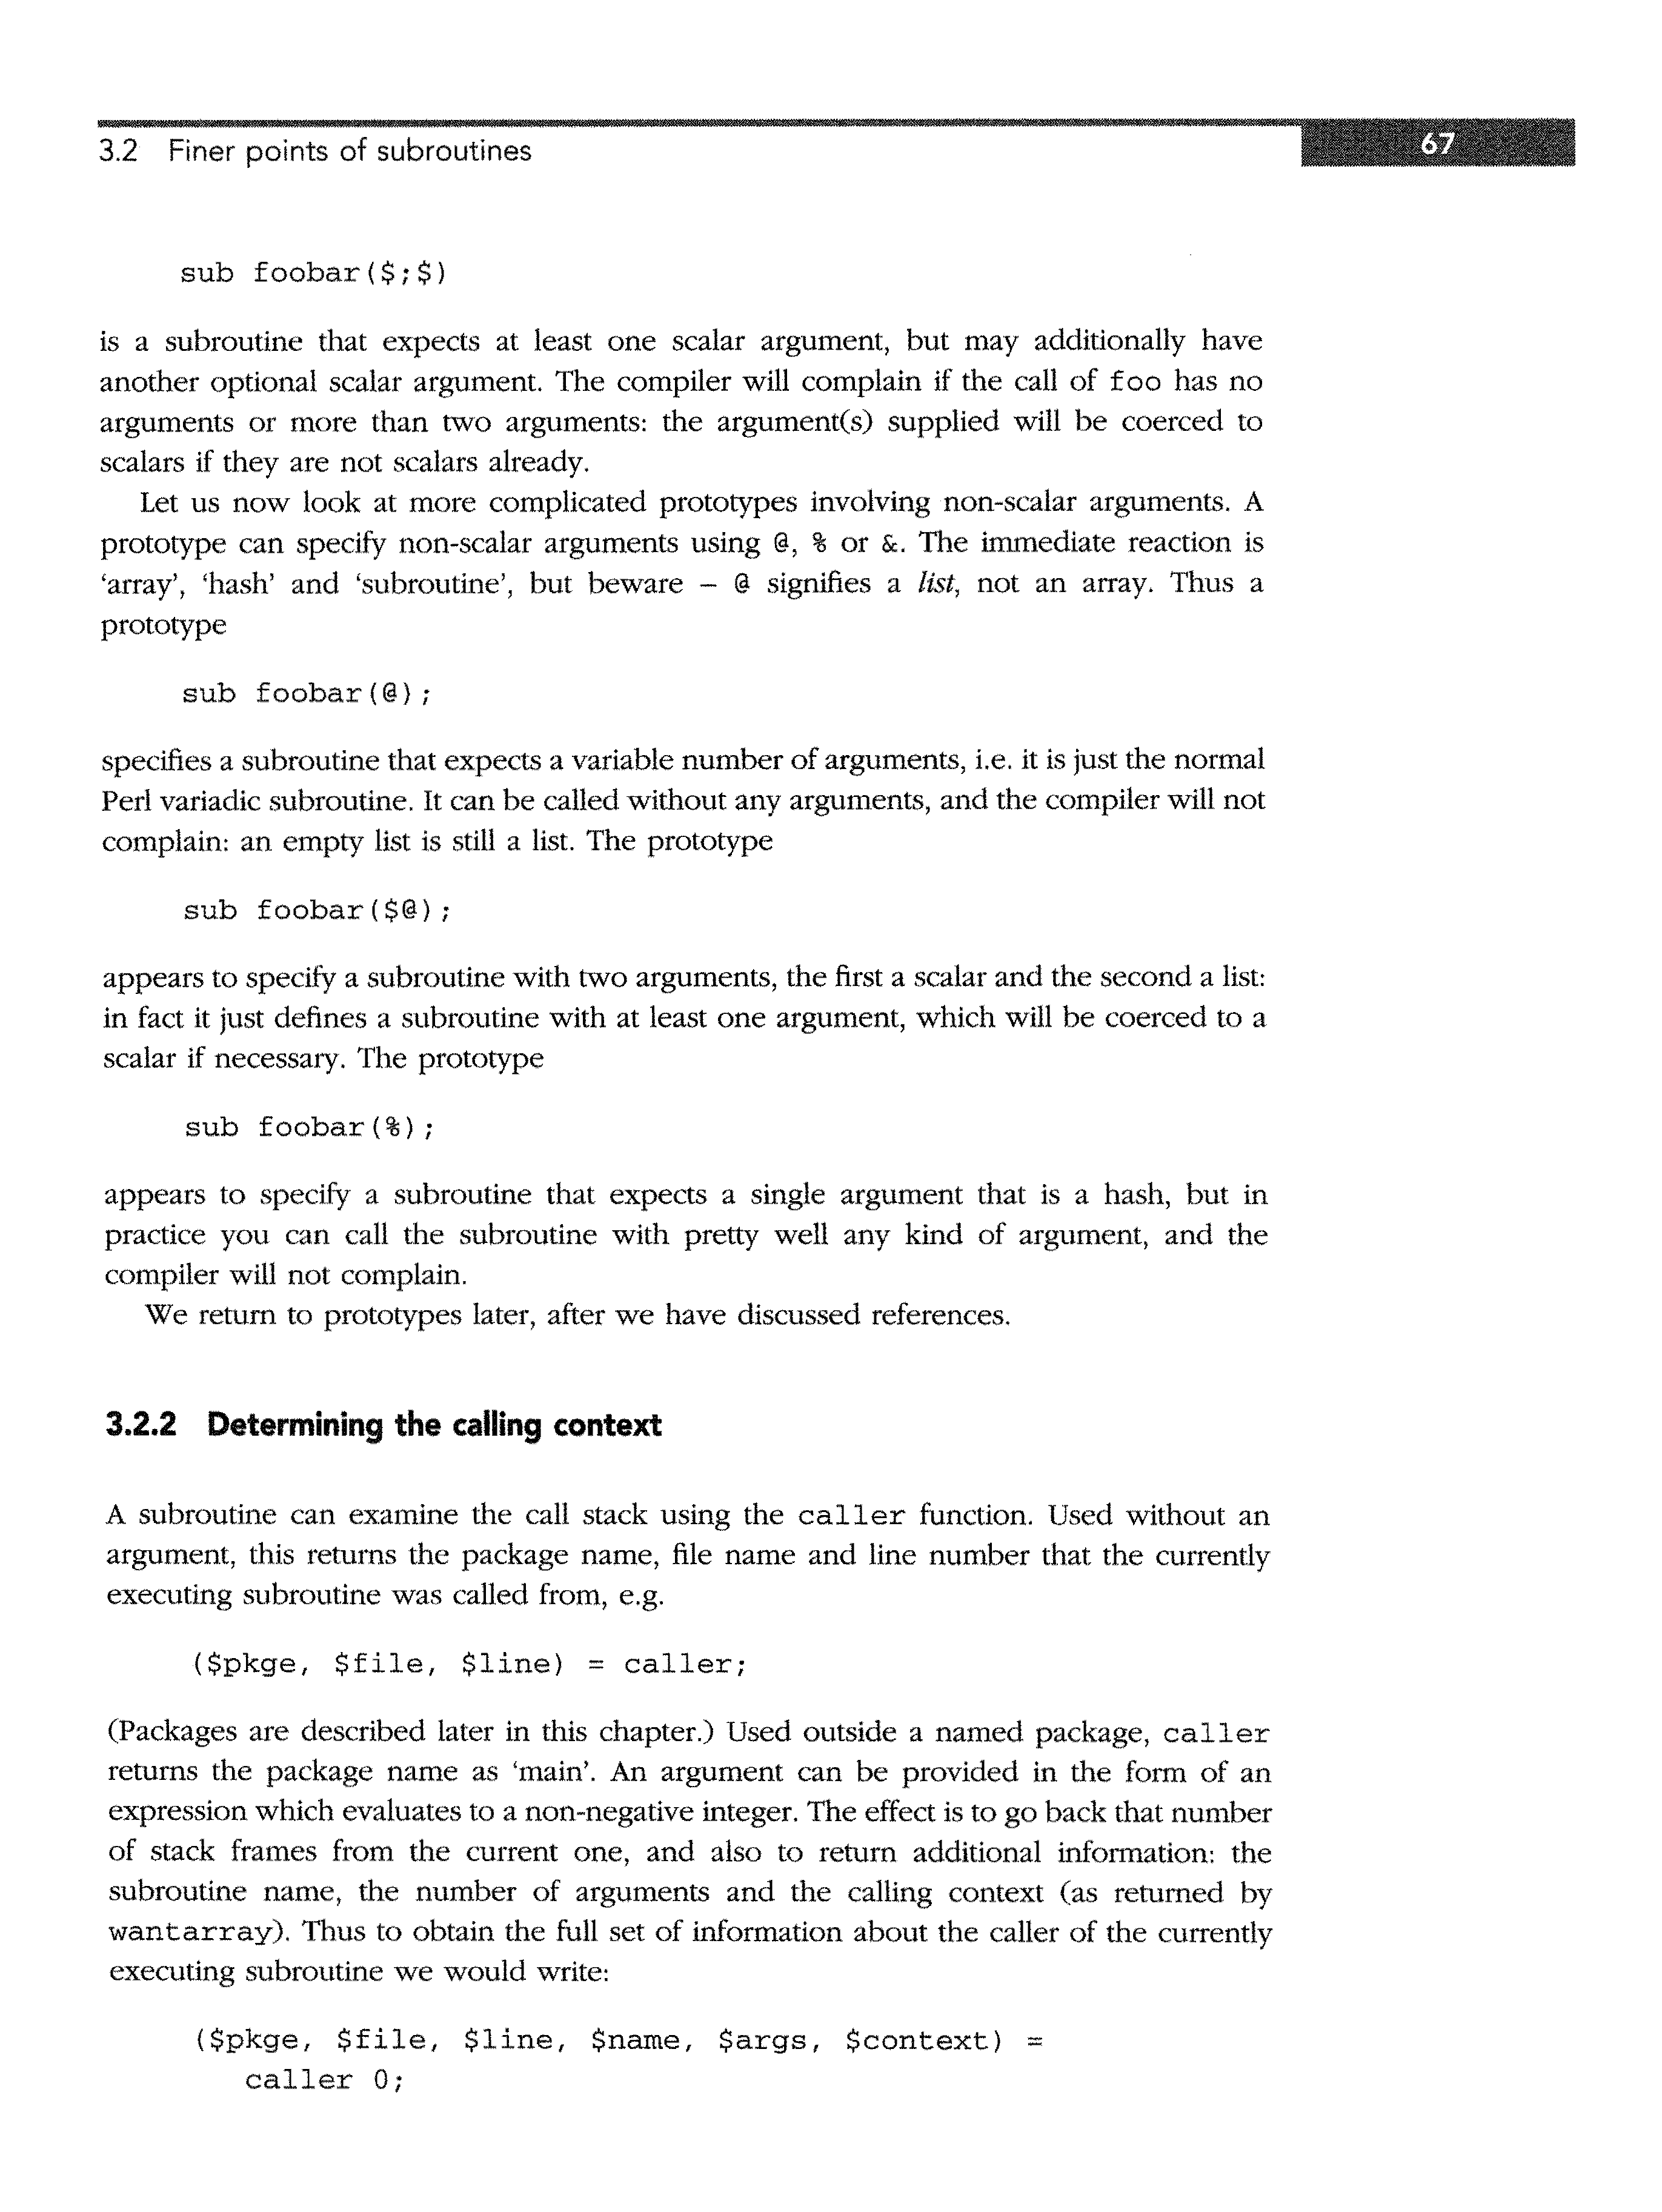 3.2 Finer points of subroutines
67
sub foobar($;$)
is a subroutine that expects at least one scalar argument, but may additionally have
another optional scalar argument. The compiler will complain if the call of foo has no
arguments or more than two arguments: the argument(s) supplied will be coerced to
scalars if they are not scalars already.
Let us now look at more complicated prototypes involving non-scalar arguments. A
prototype can specify non-scalar arguments using @, % or &. The immediate reaction is
‘array’, ‘hash’ and ‘subroutine’, but beware – @ signifies a list, not an array. Thus a
prototype
sub foobar(@);
specifies a subroutine that expects a variable number of arguments, i.e. it is just the normal
Perl variadic subroutine. It can be called without any arguments, and the compiler will not
complain: an empty list is still a list. The prototype
sub foobar($@);
appears to specify a subroutine with two arguments, the first a scalar and the second a list:
in fact it just defines a subroutine with at least one argument, which will be coerced to a
scalar if necessary. The prototype
sub foobar(%);
appears to specify a subroutine that expects a single argument that is a hash, but in
practice you can call the subroutine with pretty well any kind of argument, and the
compiler will not complain.
We return to prototypes later, after we have discussed references.
3.2.2 Determining the calling context
A subroutine can examine the call stack using the caller function. Used without an
argument, this returns the package name, file name and line number that the currently
executing subroutine was called from, e.g.
($pkge, $file, $line) = caller;
(Packages are described later in this chapter.) Used outside a named package, caller
returns the package name as ‘main’. An argument can be provided in the form of an
expression which evaluates to a non-negative integer. The effect is to go back that number
of stack frames from the current one, and also to return additional information: the
subroutine name, the number of arguments and the calling context (as returned by
wantarray). Thus to obtain the full set of information about the caller of the currently
executing subroutine we would write:
($pkge, $file, $line, $name, $args, $context) =
caller 0;